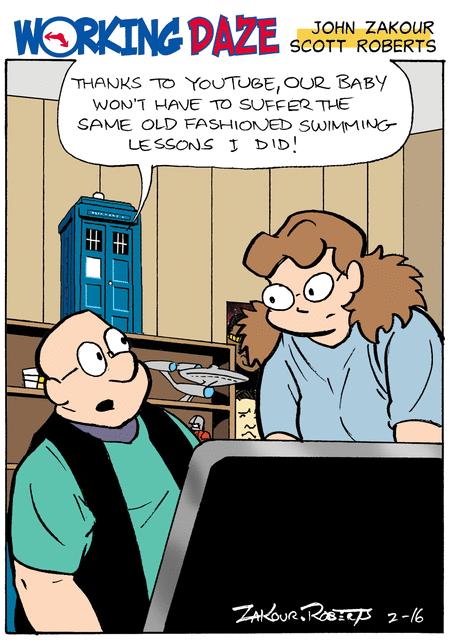 WORKING DAZE
JOHN ZAKOUR
SCOTT ROBERTS
THANKS TO YOUTUBE, OUR BABY
WON'T HAVE TO SUFFER THE
SAME OLD FASHIONED SWIMMING
LESSONS I DID!
ZAKOUR • ROBERTS 2-16